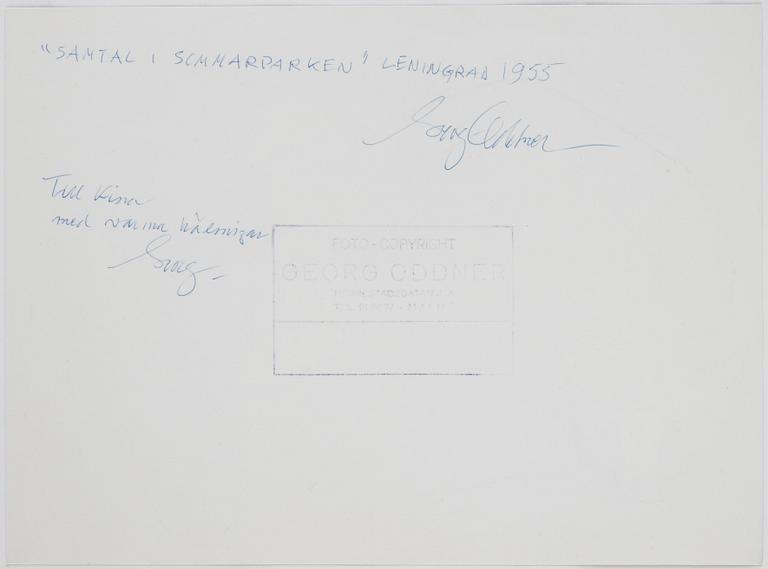 "SAMTAL I SOMMARPARKEN" LENINGRAD 1955
Georg Oddner
Till Kina
med varma hälsningar
Georg
FOTO - COPYRIGHT
GEORG ODDNER